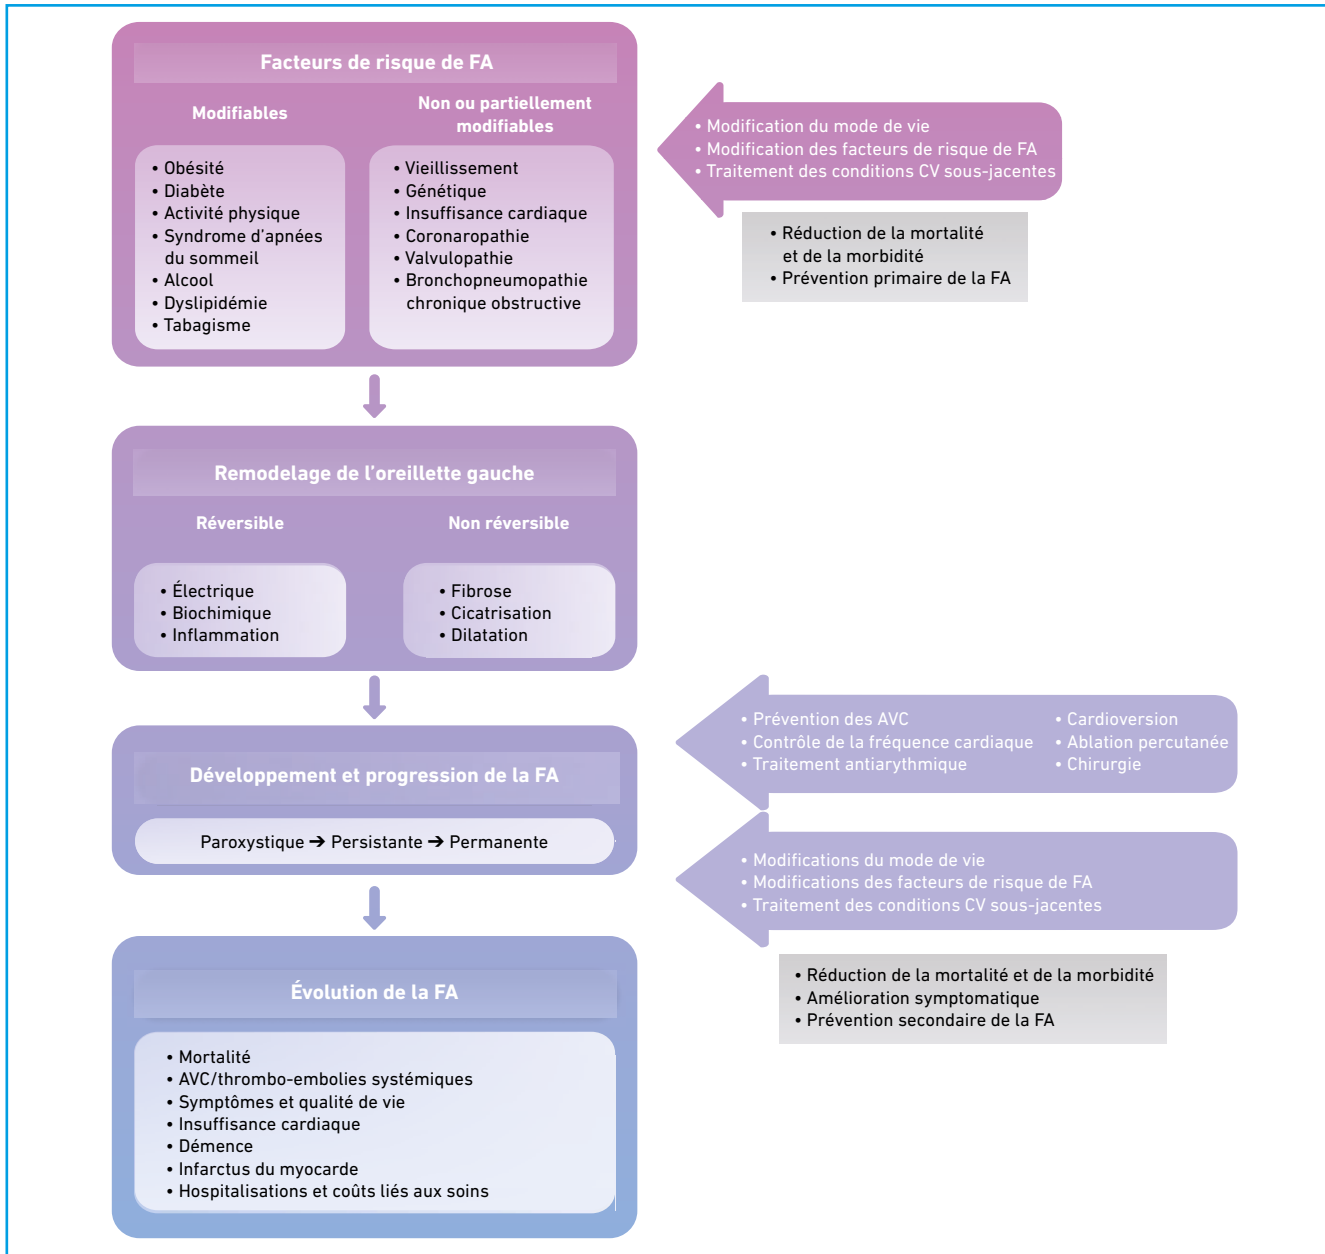 Facteurs de risque de FA
Modifiables
• Obésité
• Diabète
• Activité physique
• Syndrome d'apnées
du sommeil
• Alcool
• Dyslipidémie
• Tabagisme
Non ou partiellement
modifiables
• Vieillissement
• Génétique
• Insuffisance cardiaque
• Coronaropathie
• Valvulopathie
• Bronchopneumopathie
chronique obstructive
• Modification du mode de vie
• Modification des facteurs de risque de FA
• Traitement des conditions CV sous-jacentes
• Réduction de la mortalité
et de la morbidité
• Prévention primaire de la FA
Remodelage de l'oreillette gauche
Réversible
• Électrique
• Biochimique
• Inflammation
Non réversible
• Fibrose
• Cicatrisation
• Dilatation
Développement et progression de la FA
Paroxystique ➔ Persistante ➔ Permanente
• Prévention des AVC
• Contrôle de la fréquence cardiaque
• Traitement antiarythmique
• Cardioversion
• Ablation percutanée
• Chirurgie
• Modifications du mode de vie
• Modifications des facteurs de risque de FA
• Traitement des conditions CV sous-jacentes
• Réduction de la mortalité et de la morbidité
• Amélioration symptomatique
• Prévention secondaire de la FA
Évolution de la FA
• Mortalité
• AVC/thrombo-embolies systémiques
• Symptômes et qualité de vie
• Insuffisance cardiaque
• Démence
• Infarctus du myocarde
• Hospitalisations et coûts liés aux soins